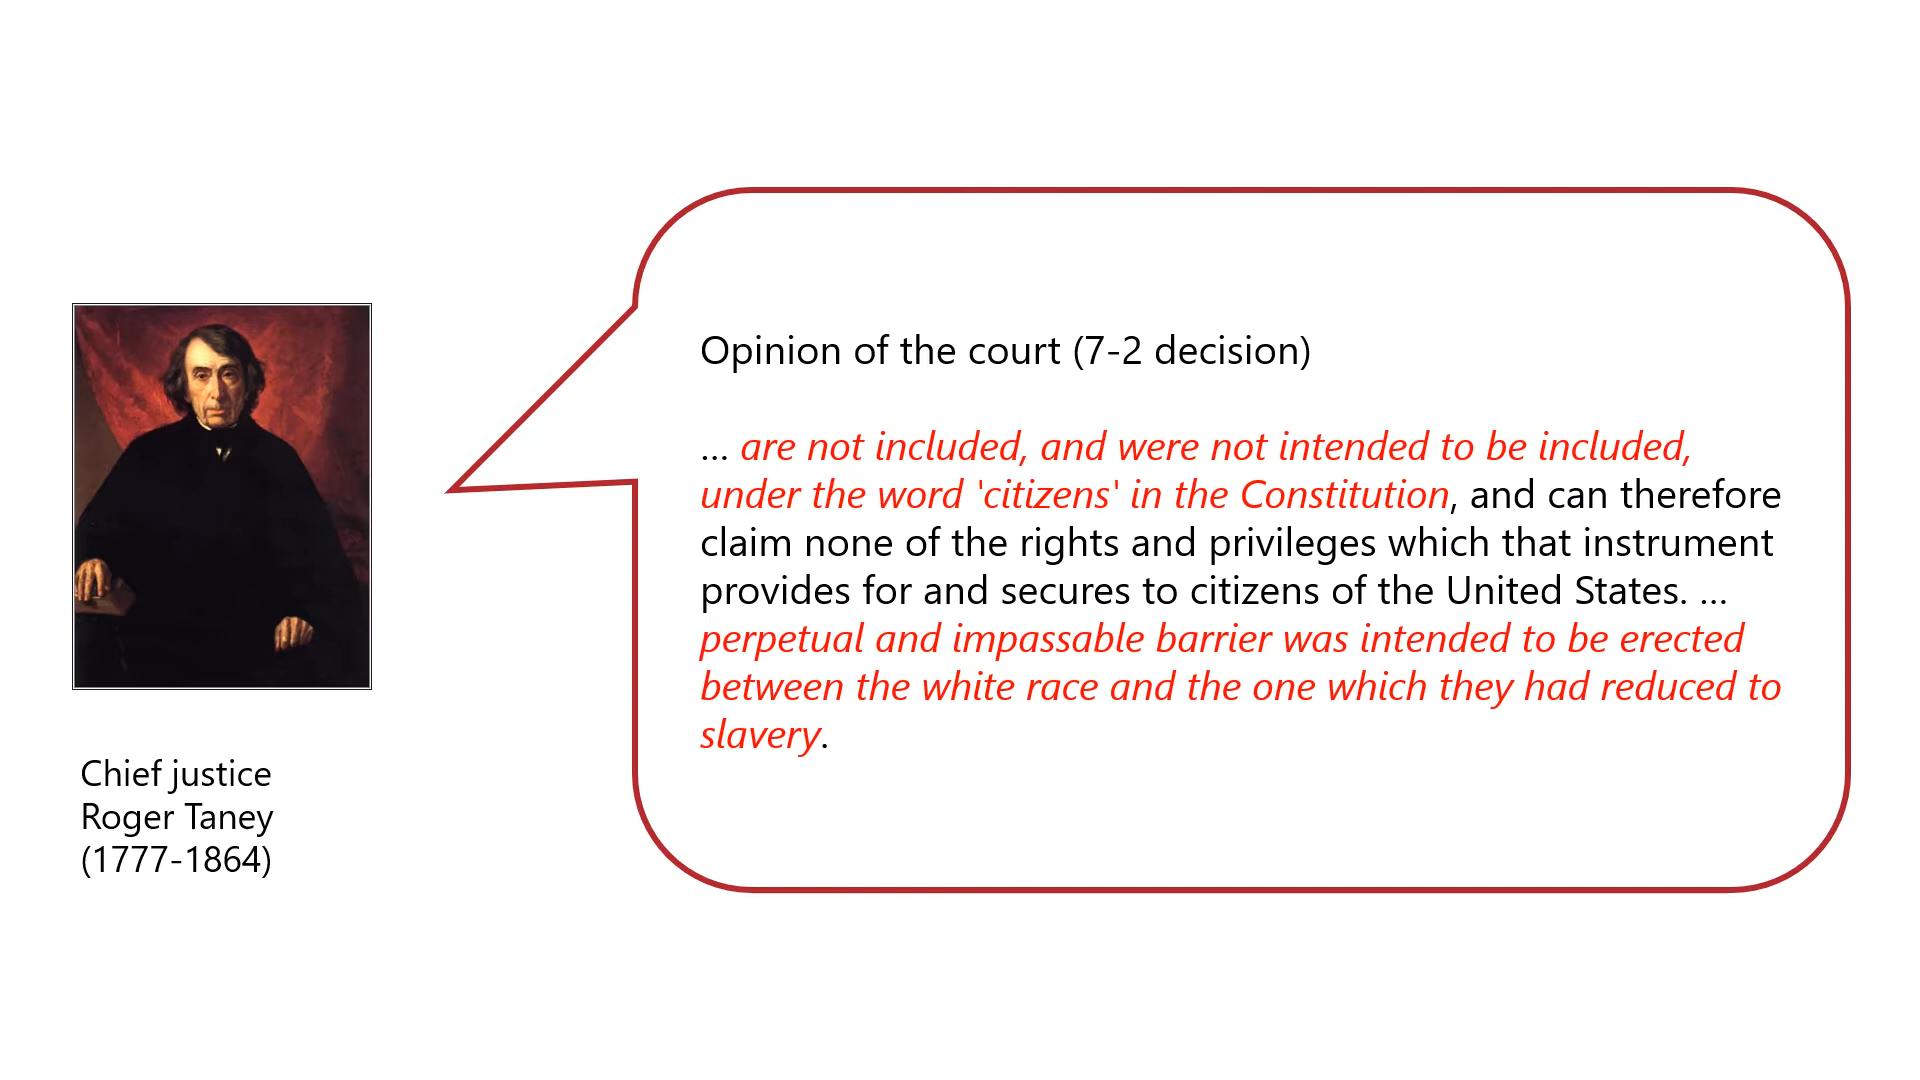 Opinion of the court (7-2 decision)
... are not included, and were not intended to be included,
under the word 'citizens' in the Constitution, and can therefore
claim none of the rights and privileges which that instrument
provides for and secures to citizens of the United States. ...
perpetual and impassable barrier was intended to be erected
between the white race and the one which they had reduced to
slavery.
Chief justice
Roger Taney
(1777-1864)